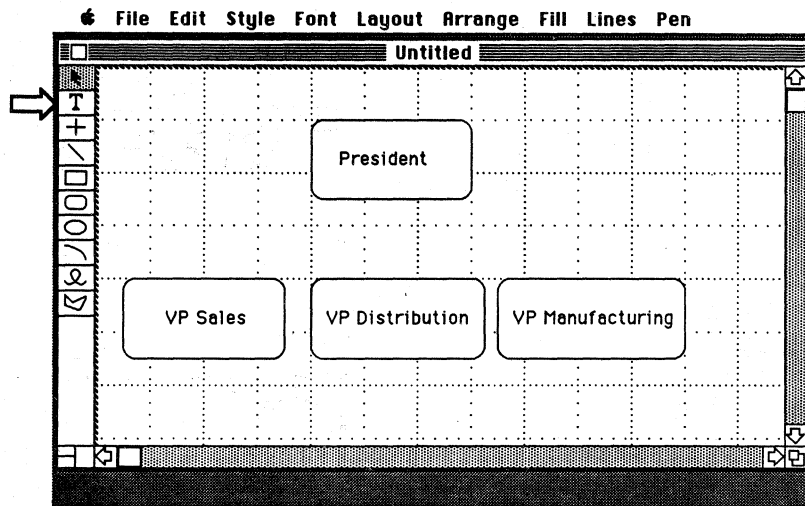 File Edit Style Font Layout Arrange Fill Lines Pen
Untitled
T
President
VP Sales VP Distribution VP Manufacturing